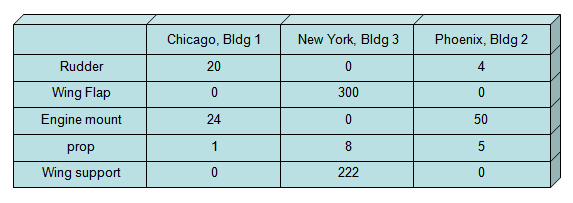 Chicago, Bldg 1 New York, Bldg 3 Phoenix, Bldg 2
Rudder 20 0 4
Wing Flap 0 300 0
Engine mount 24 0 50
prop 1 8 5
Wing support 0 222 0